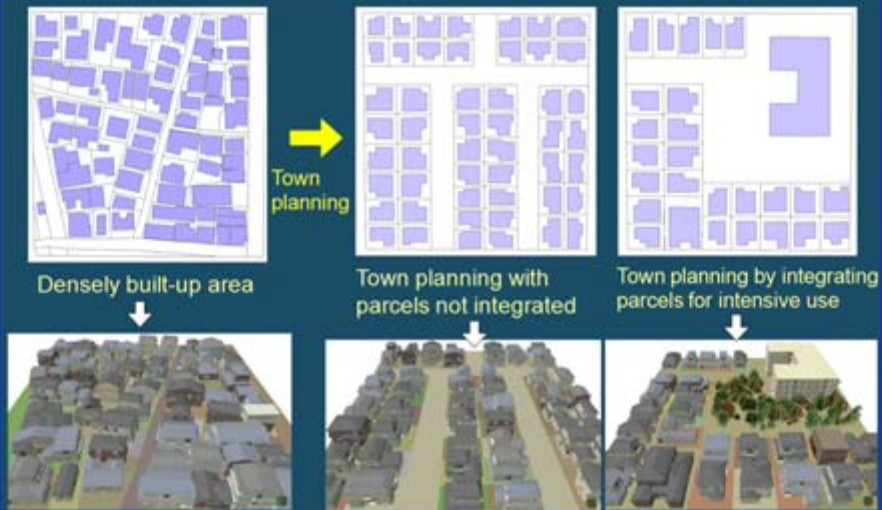 Town
planning
Densely built-up area
Town planning with
parcels not integrated
Town planning by integrating
parcels for intensive use